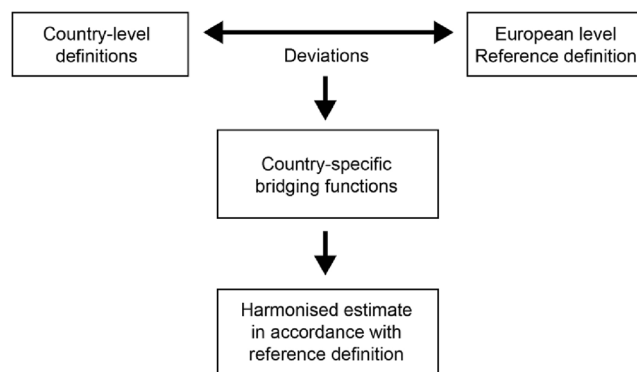 Country-level
definitions
European level
Reference definition
Deviations
Country-specific
bridging functions
Harmonised estimate
in accordance with
reference definition